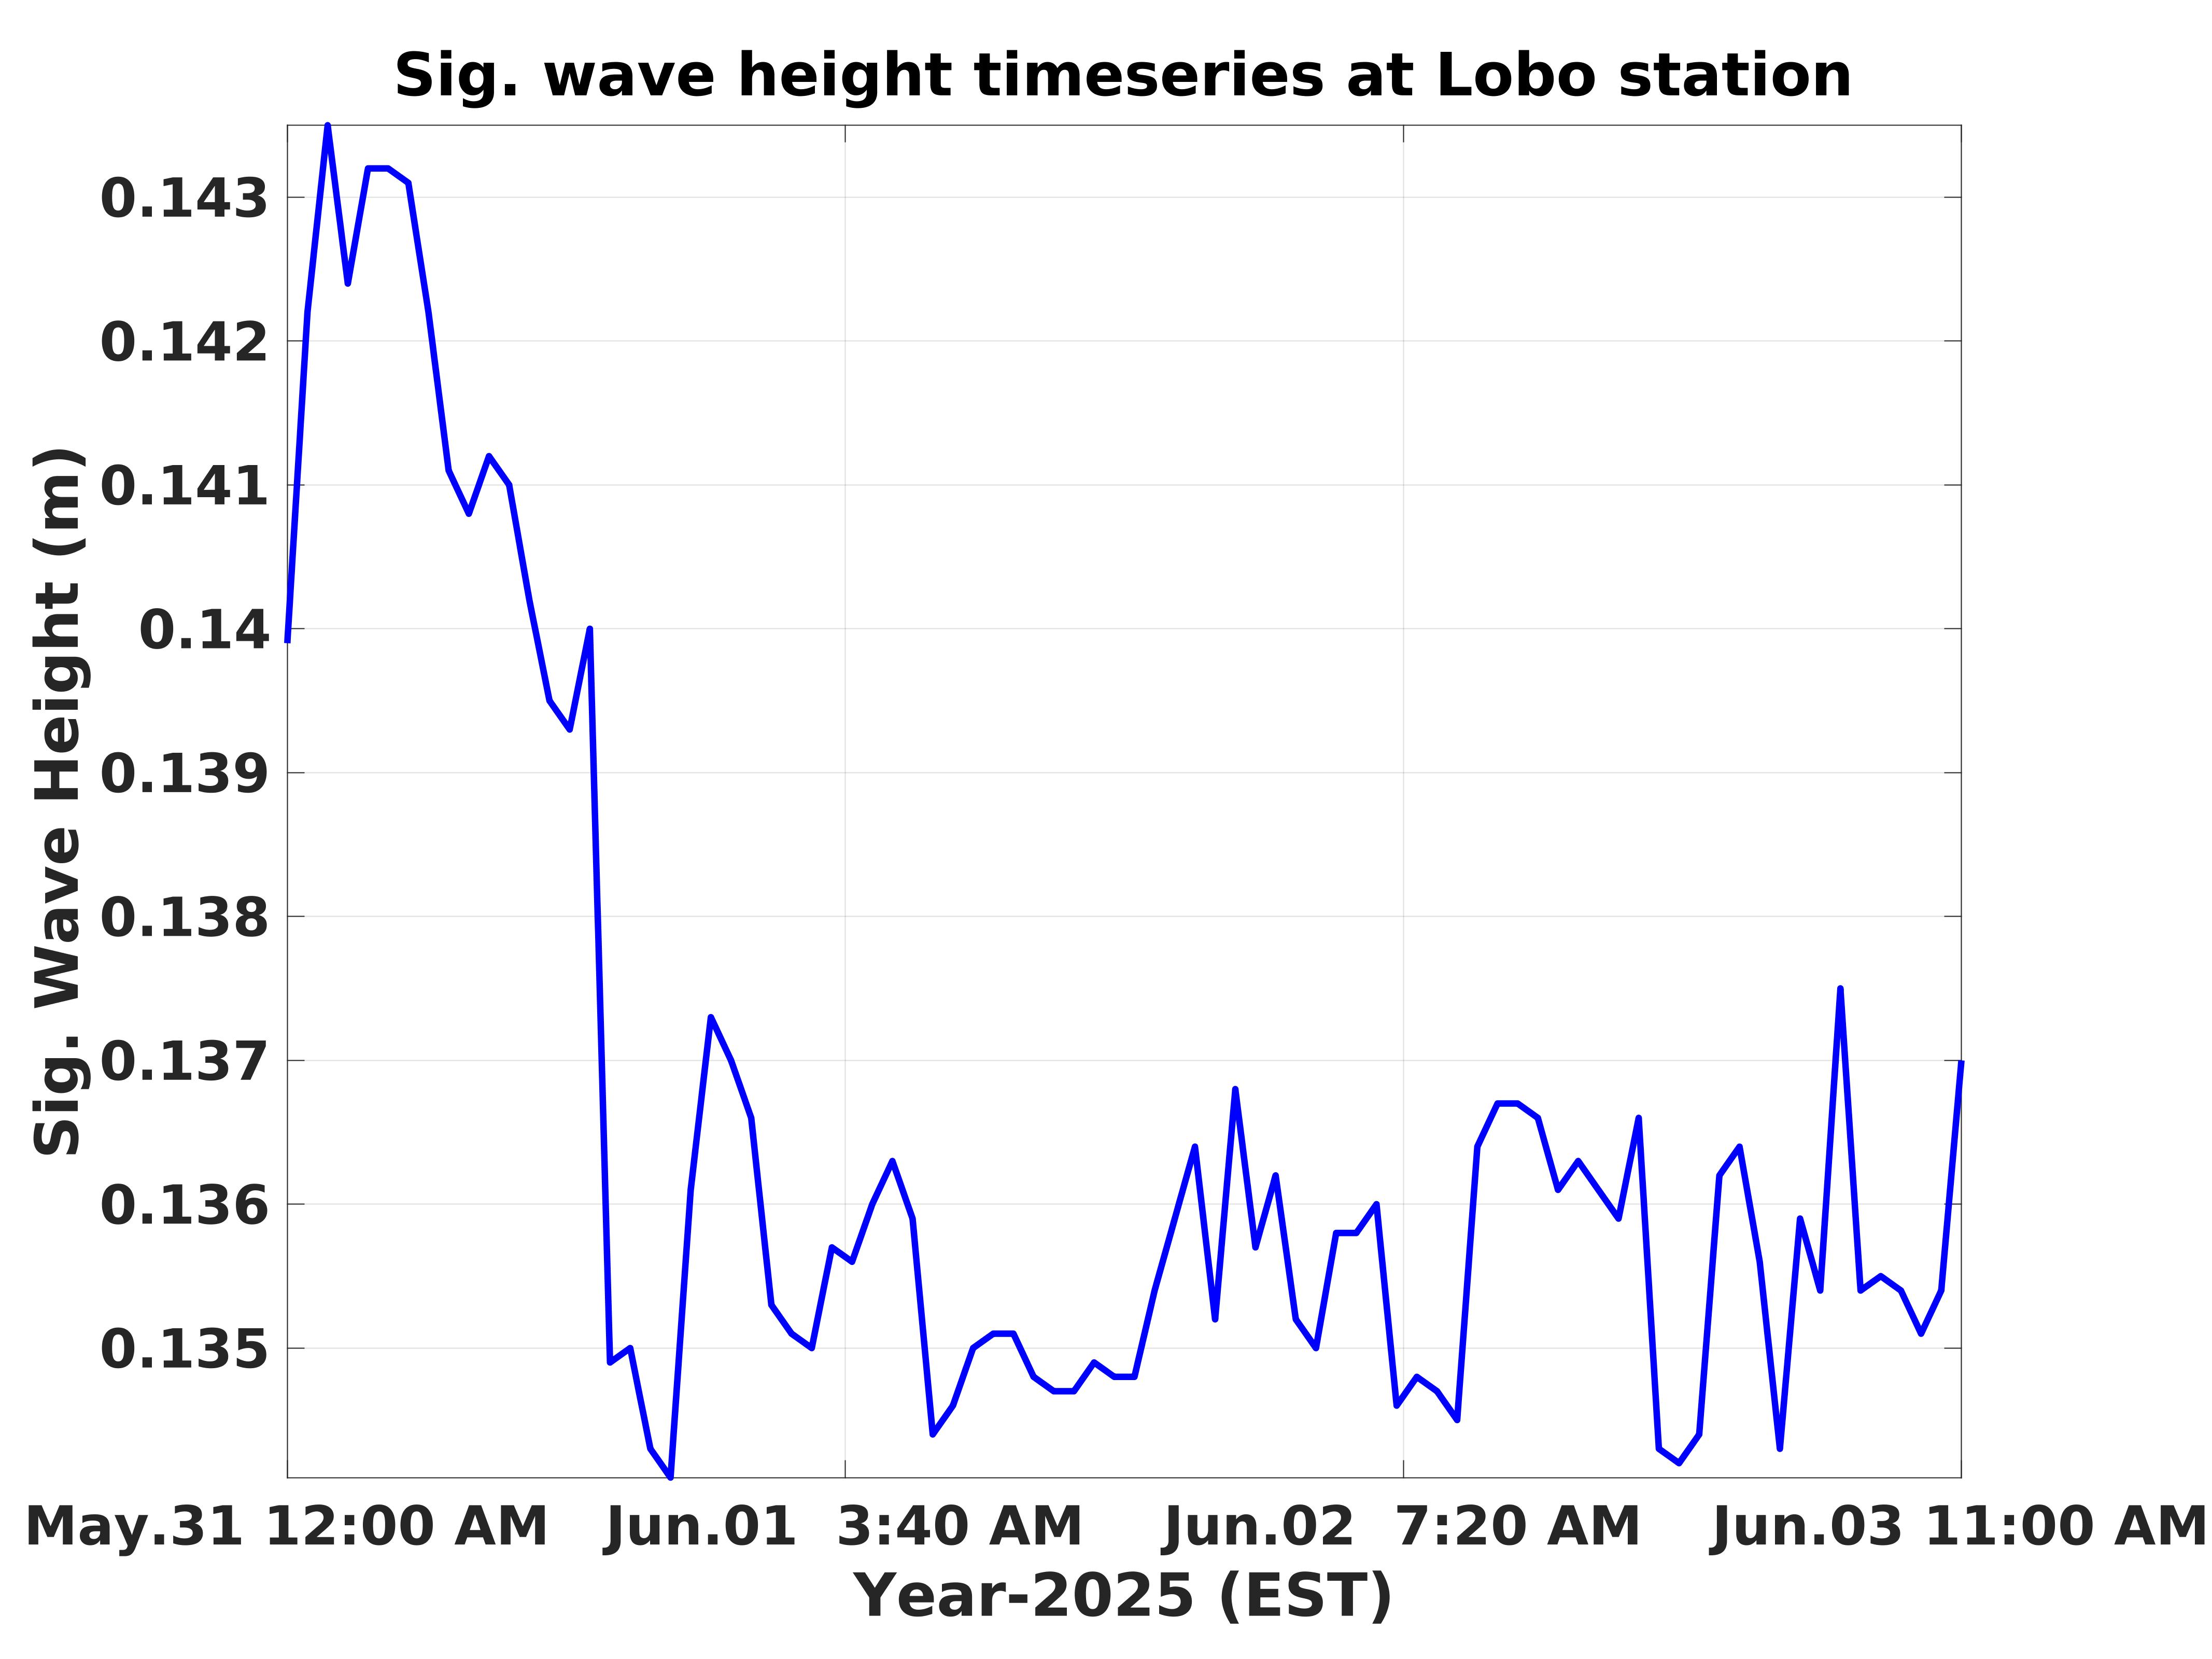 Sig. wave height timeseries at Lobo station
Sig. Wave Height (m)
0.143
0.142
0.141
0.14
0.139
0.138
0.137
0.136
0.135
May.31 12:00 AM Jun.01 3:40 AM Jun.02 7:20 AM Jun.03 11:00 AM
Year-2025 (EST)